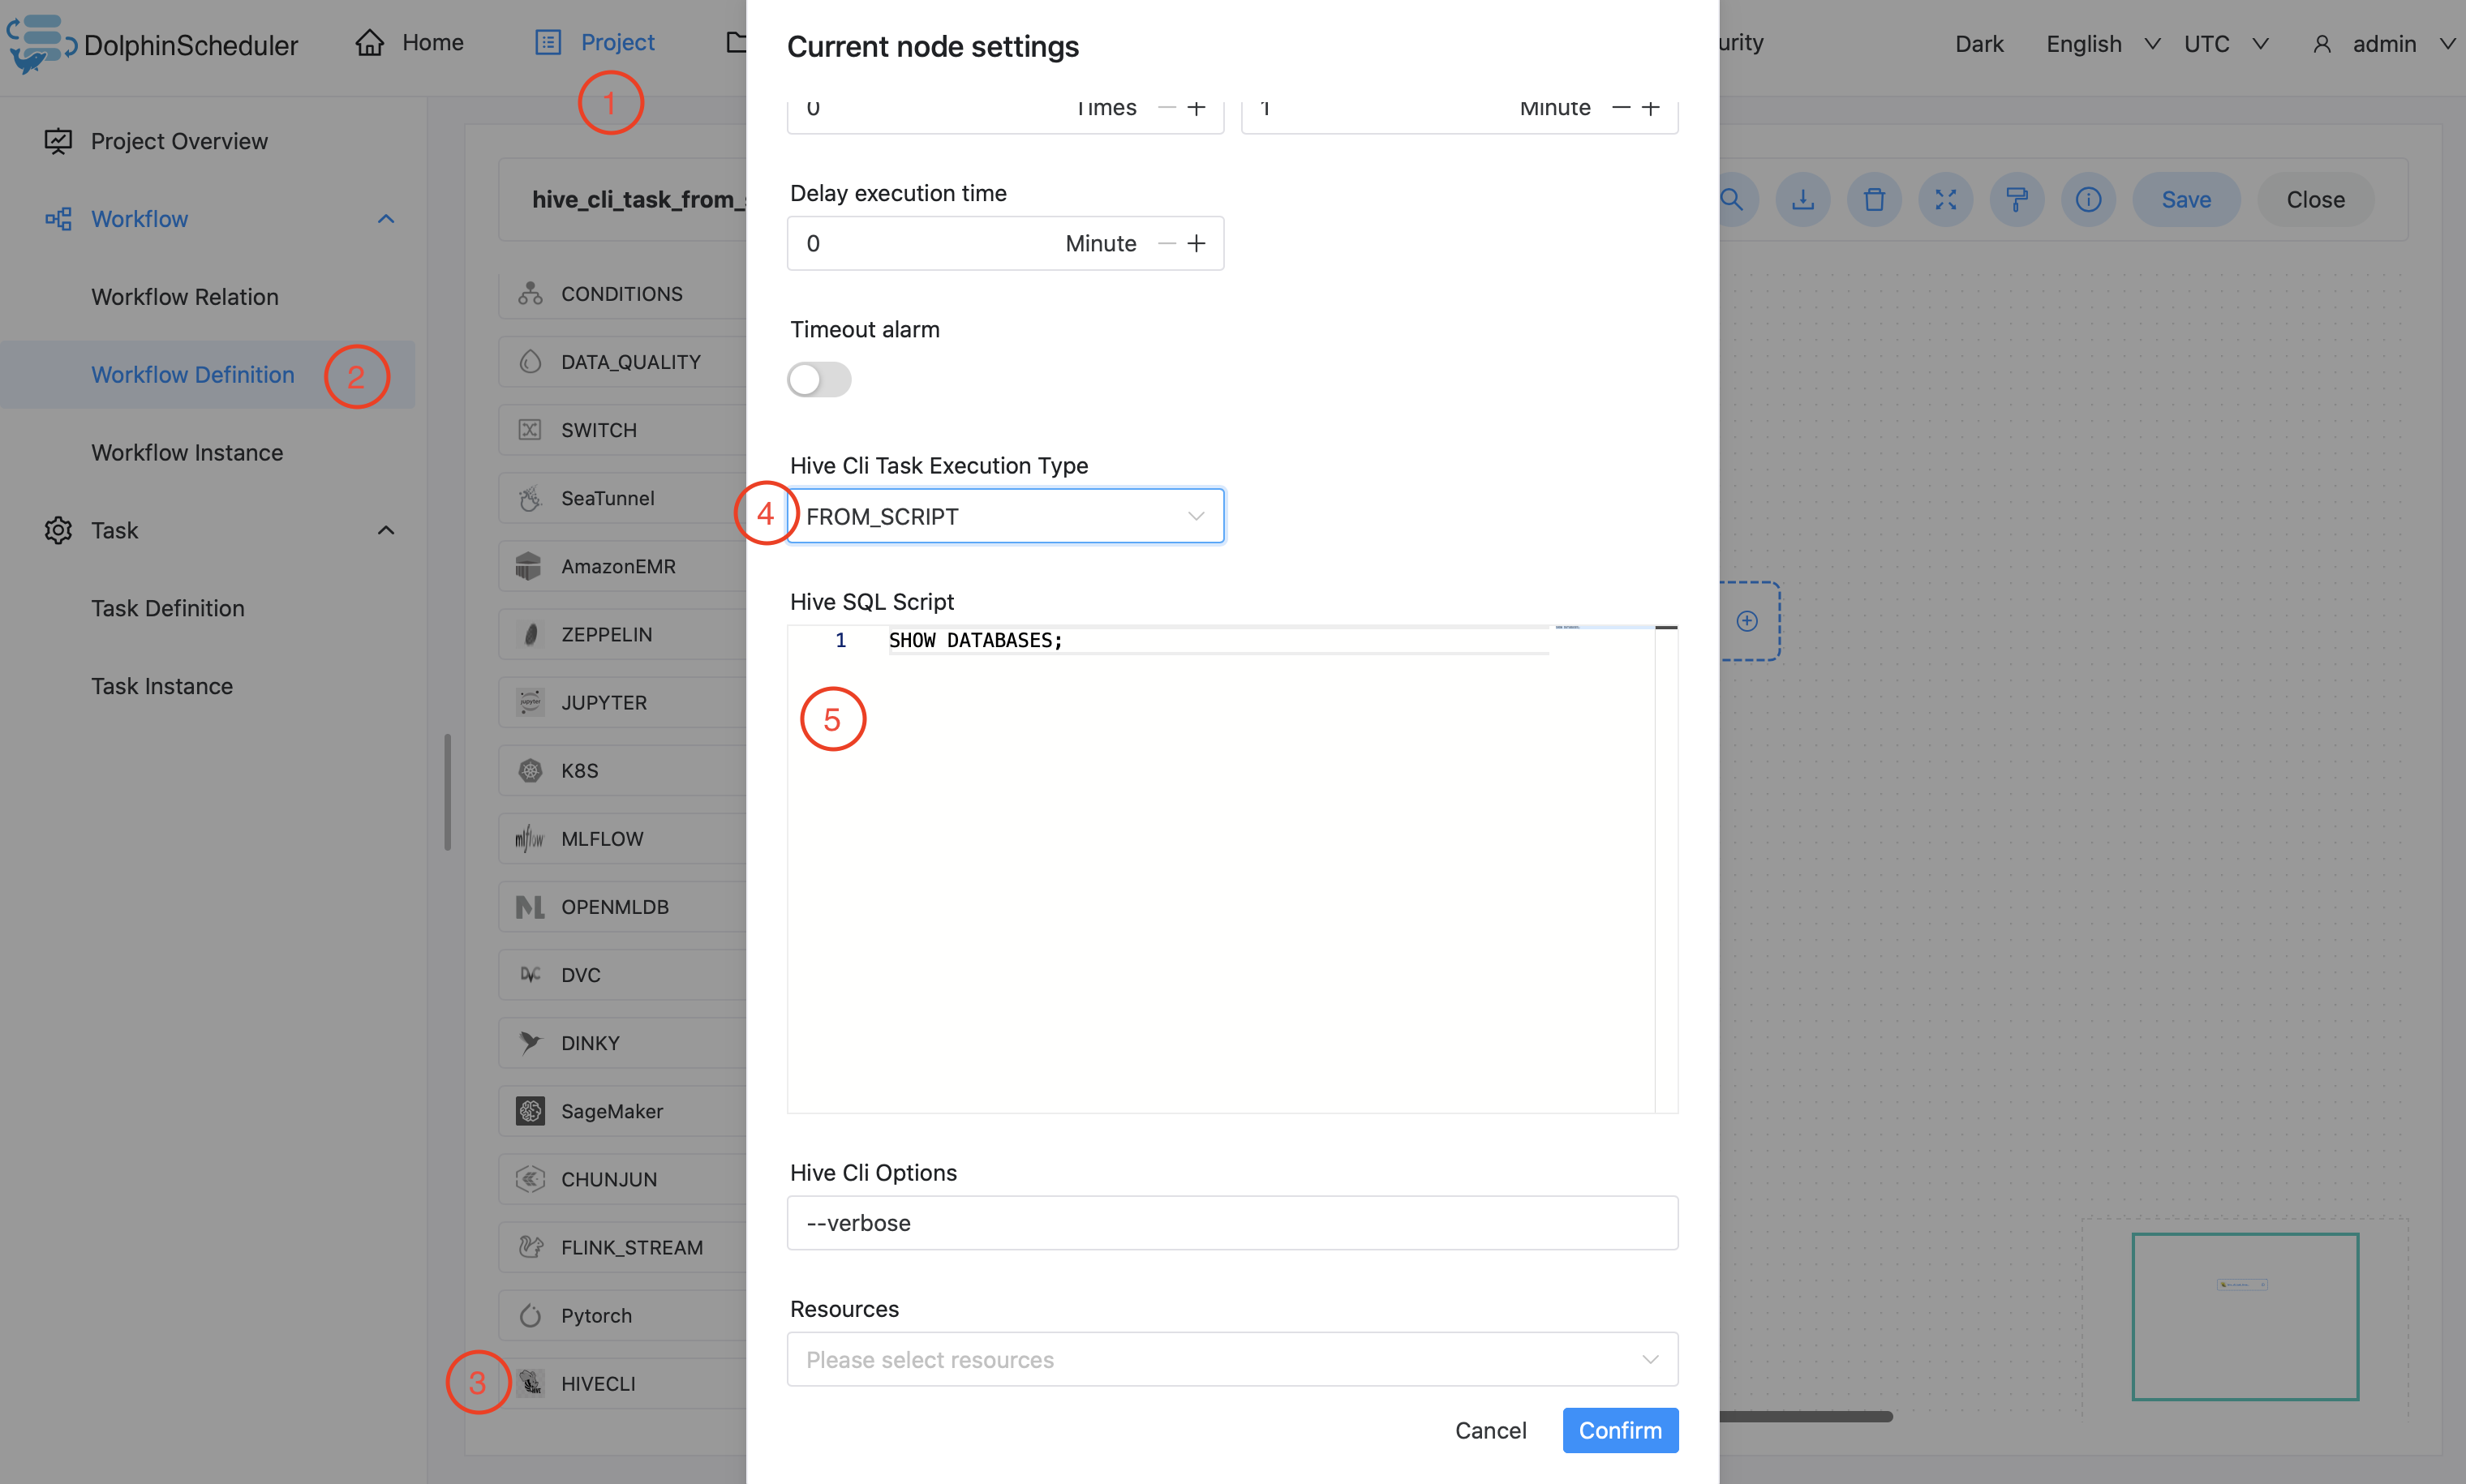 DolphinScheduler
Home
Project
urity
Dark
English
UTC
admin
1
Project Overview
Workflow
Workflow Relation
Workflow Definition
2
Workflow Instance
Task
Task Definition
Task Instance
hive_cli_task_from_
Save
Close
CONDITIONS
DATA_QUALITY
SWITCH
SeaTunnel
AmazonEMR
ZEPPELIN
JUPYTER
K8S
MLFLOW
OPENMLDB
DVC
DINKY
SageMaker
CHUNJUN
FLINK_STREAM
Pytorch
3
HIVECLI
Current node settings
0 Times
1 Minute
Delay execution time
0 Minute
Timeout alarm
Hive Cli Task Execution Type
4
FROM_SCRIPT
Hive SQL Script
1 SHOW DATABASES;
5
Hive Cli Options
--verbose
Resources
Please select resources
Cancel
Confirm